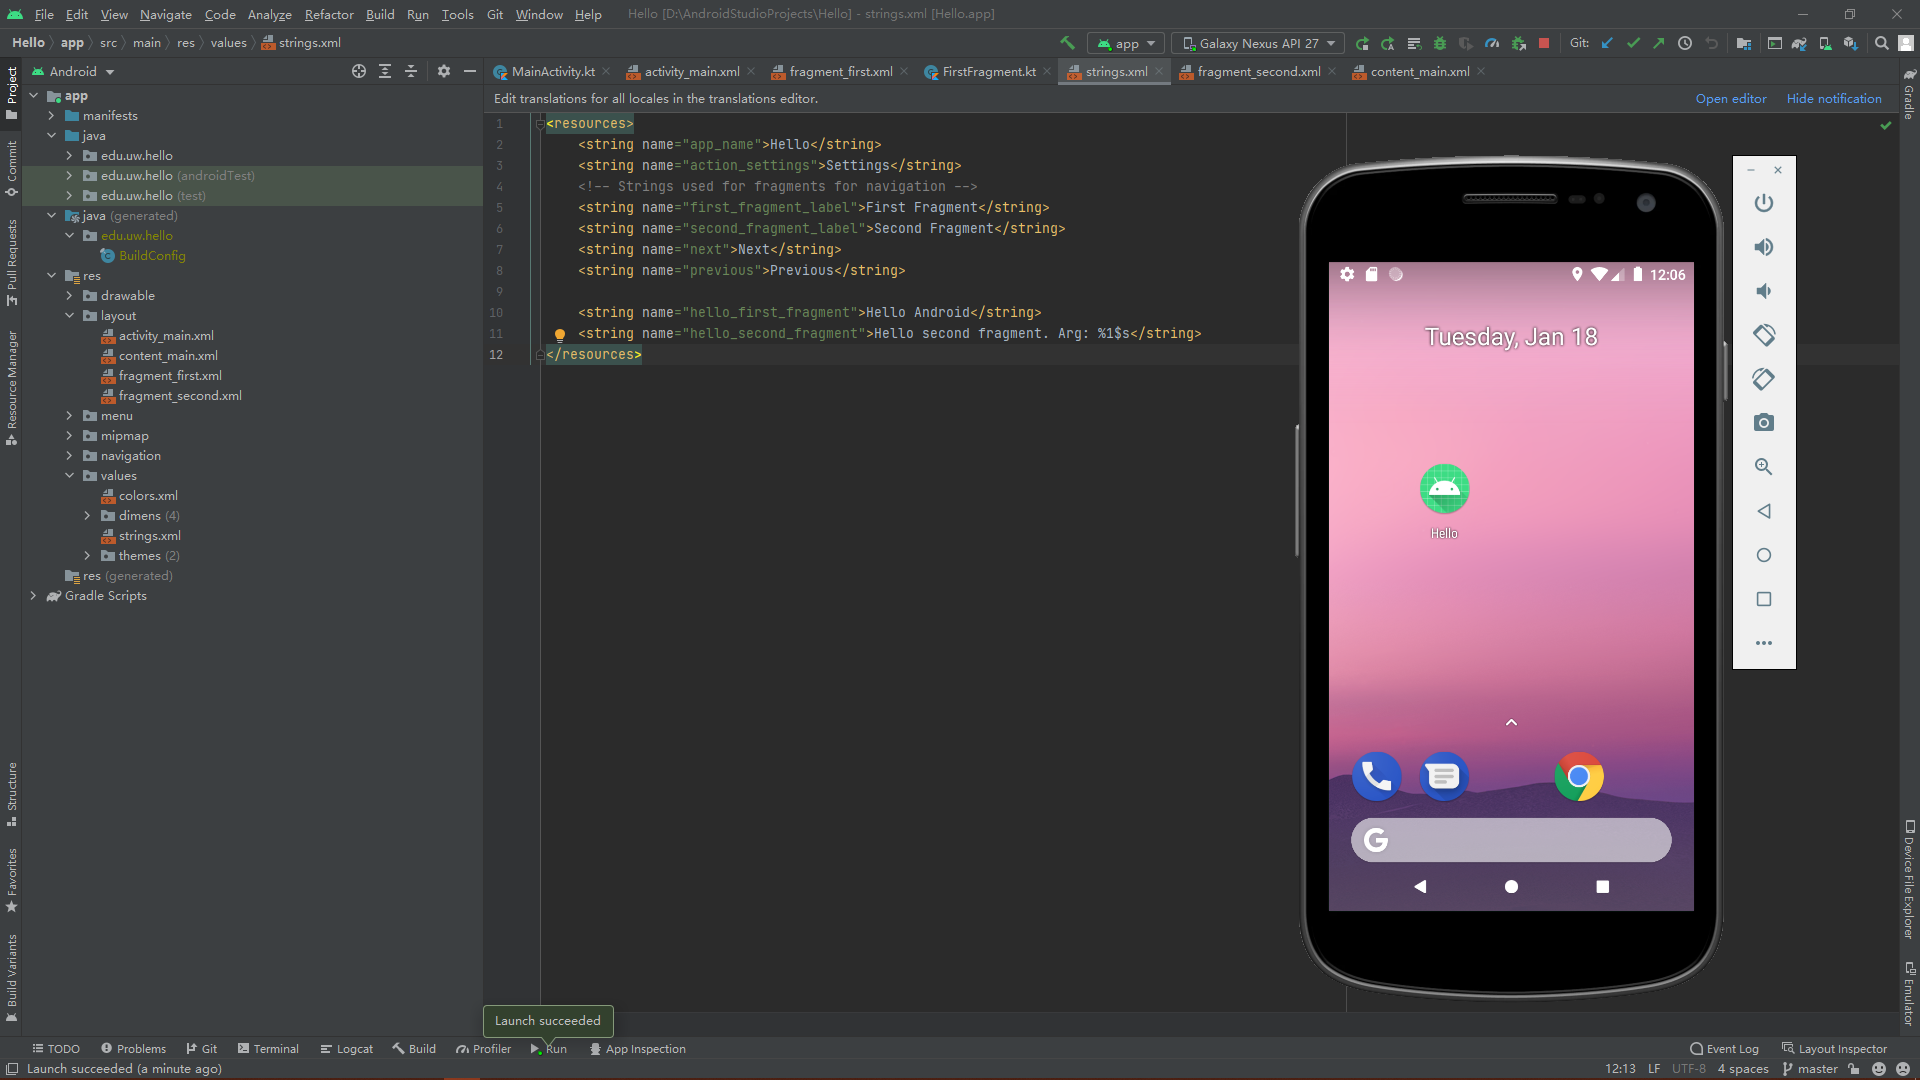 File Edit View Navigate Code Analyze Refactor Build Run Tools Git Window Help Hello [D:\AndroidStudioProjects\Hello] - strings.xml [Hello.app]
Hello app src main res values strings.xml app Galaxy Nexus API 27 Git:
Android MainActivity.kt activity_main.xml fragment_first.xml FirstFragment.kt strings.xml fragment_second.xml content_main.xml
Edit translations for all locales in the translations editor. Open editor Hide notification
Project
Commit
Pull Requests
Resource Manager
Structure
Favorites
Build Variants
app
manifests
java
edu.uw.hello
edu.uw.hello (androidTest)
edu.uw.hello (test)
java (generated)
edu.uw.hello
BuildConfig
res
drawable
layout
activity_main.xml
content_main.xml
fragment_first.xml
fragment_second.xml
menu
mipmap
navigation
values
colors.xml
dimens (4)
strings.xml
themes (2)
res (generated)
Gradle Scripts
1 <resources>
2 <string name="app_name">Hello</string>
3 <string name="action_settings">Settings</string>
4 <!-- Strings used for fragments for navigation -->
5 <string name="first_fragment_label">First Fragment</string>
6 <string name="second_fragment_label">Second Fragment</string>
7 <string name="next">Next</string>
8 <string name="previous">Previous</string>
9
10 <string name="hello_first_fragment">Hello Android</string>
11 <string name="hello_second_fragment">Hello second fragment. Arg: %1$s</string>
12 </resources>
12:06
Tuesday, Jan 18
Hello
G
Gradle
Device File Explorer
Emulator
Launch succeeded
TODO Problems Git Terminal Logcat Build Profiler Run App Inspection Event Log Layout Inspector
Launch succeeded (a minute ago) 12:13 LF UTF-8 4 spaces master